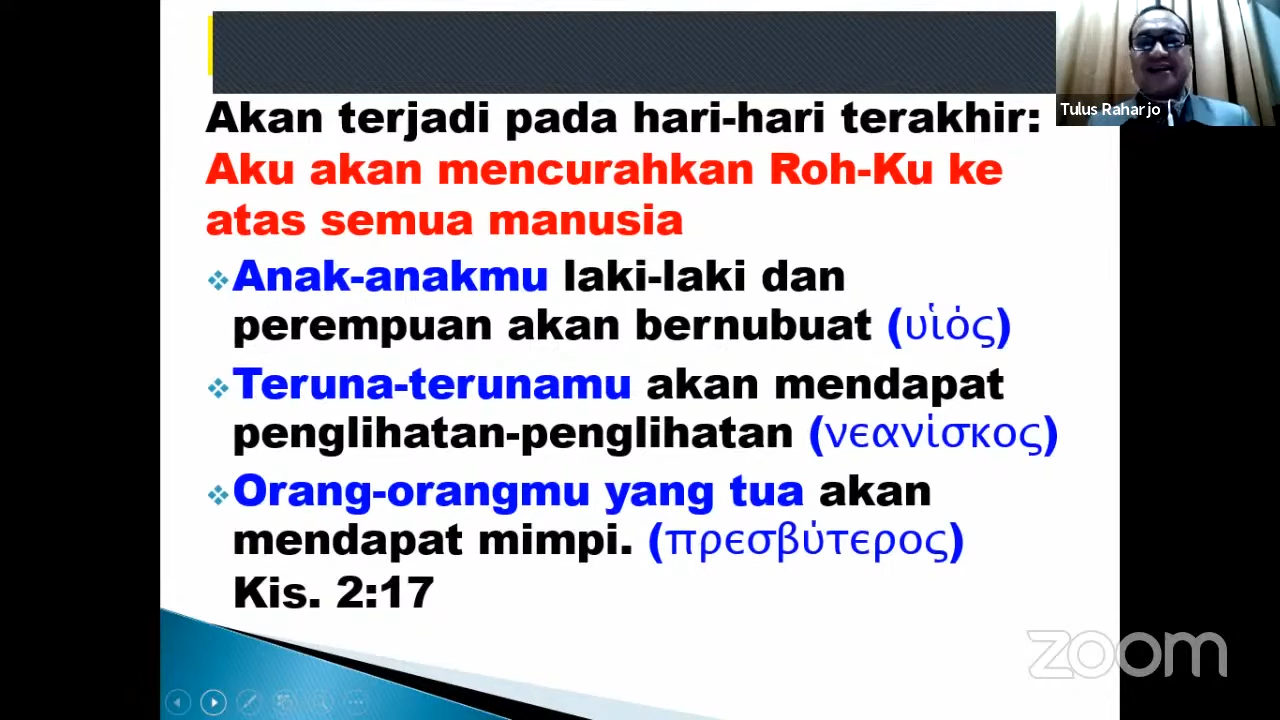 Akan terjadi pada hari-hari terakhir:
Aku akan mencurahkan Roh-Ku ke
atas semua manusia
Anak-anakmu laki-laki dan
perempuan akan bernubuat (υἱός)
Teruna-terunamu akan mendapat
penglihatan-penglihatan (νεανίσκος)
Orang-orangmu yang tua akan
mendapat mimpi. (πρεσβύτερος)
Kis. 2:17
Tulus Raharjo
zoom